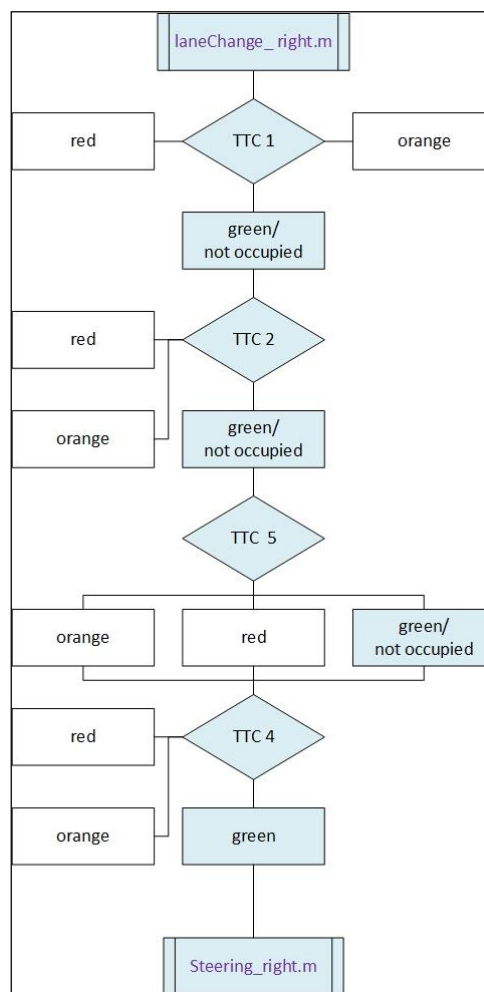 laneChange_ right.m
red
TTC 1
orange
green/
not occupied
red
TTC 2
orange
green/
not occupied
TTC 5
orange
red
green/
not occupied
red
TTC 4
orange
green
Steering_right.m